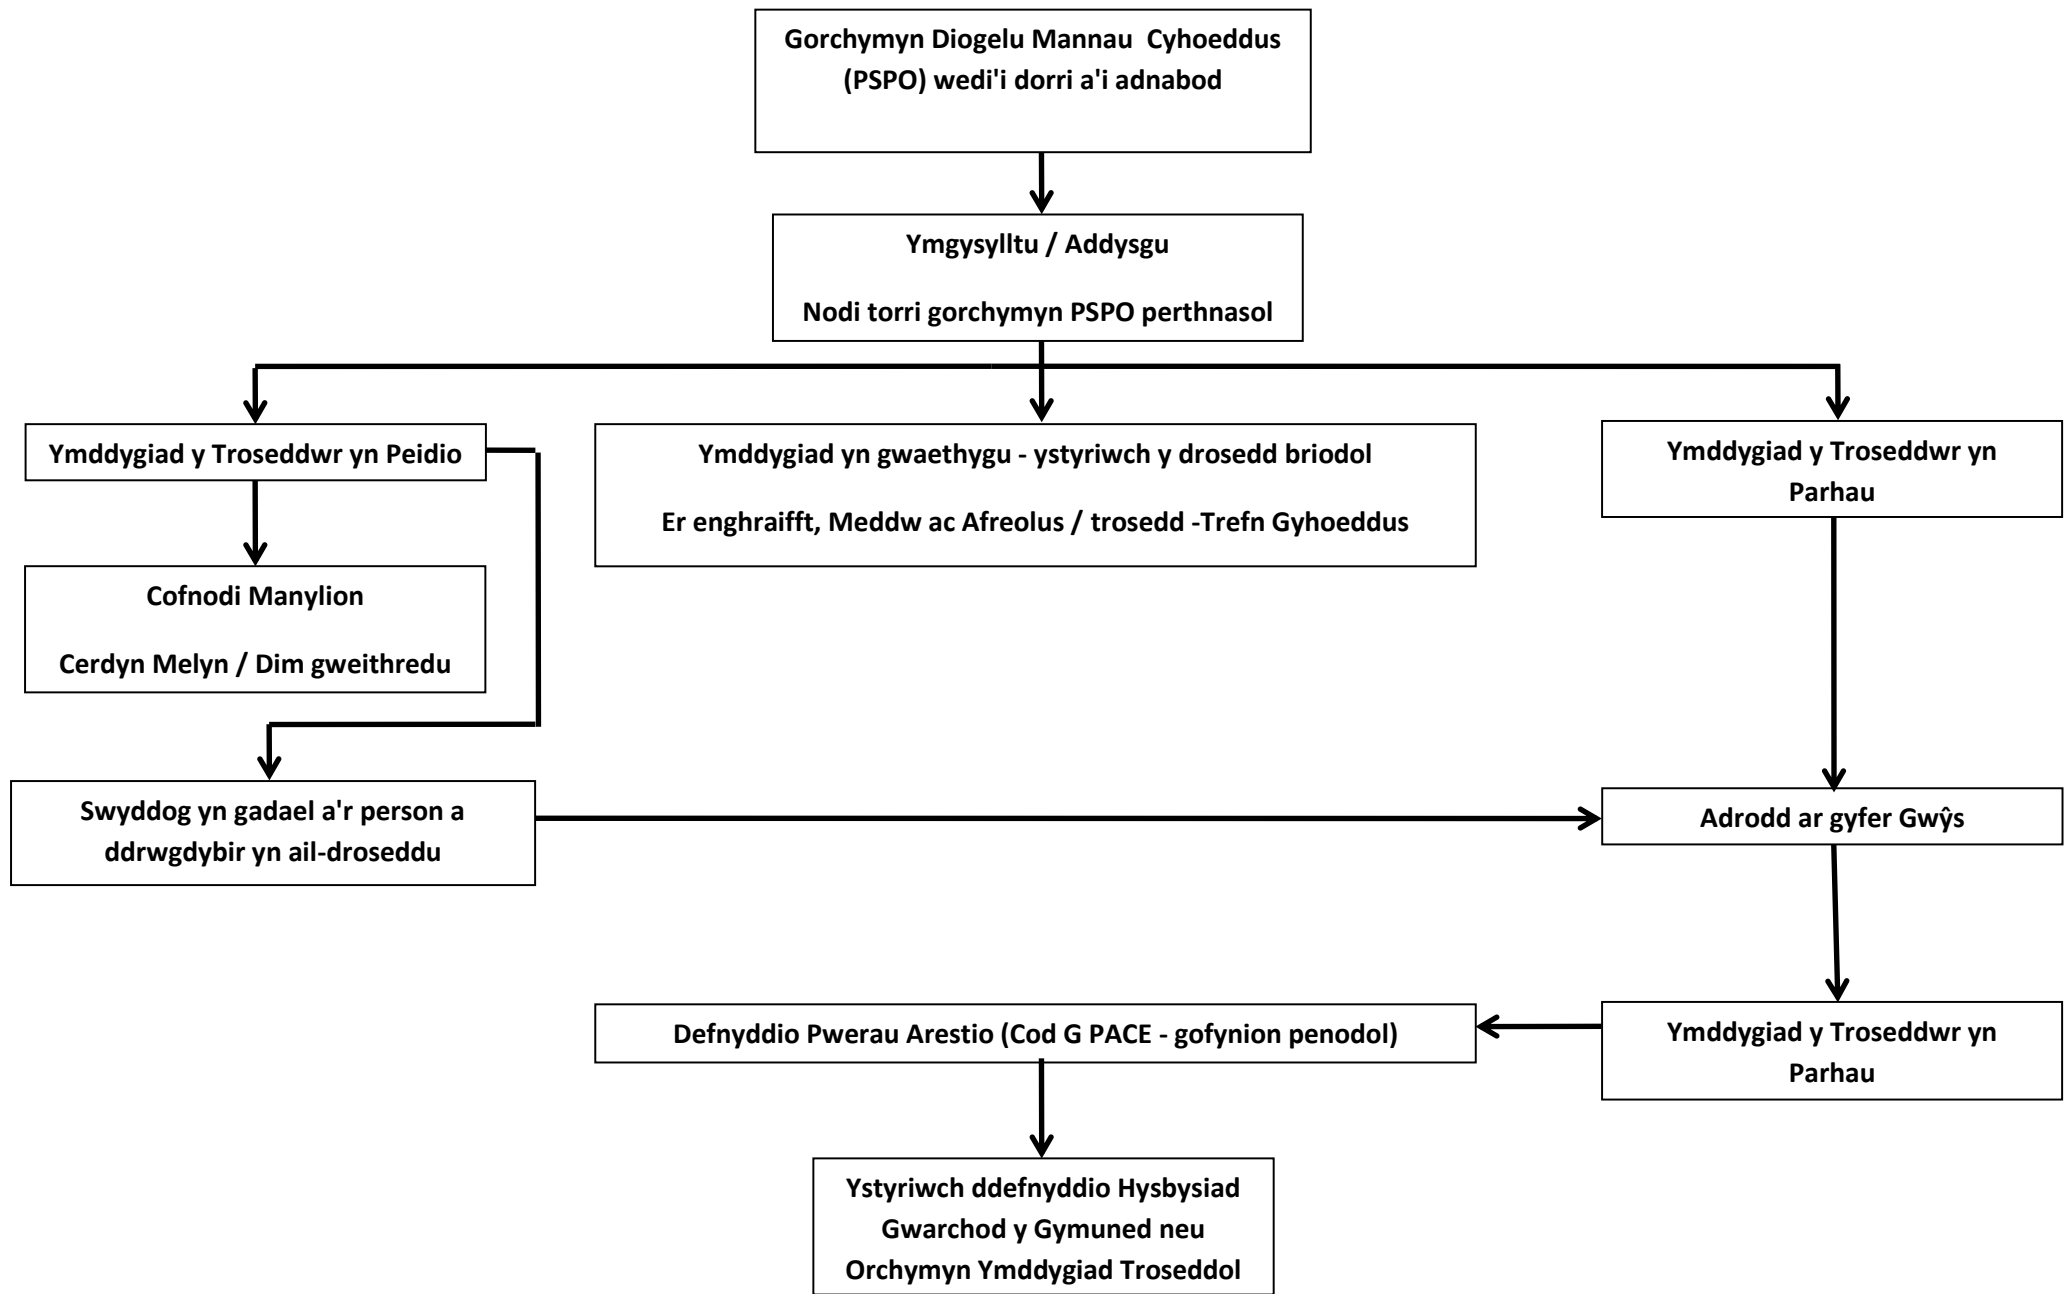 Gorchymyn Diogelu Mannau Cyhoeddus
(PSPO) wedi'i dorri a'i adnabod
Ymgysylltu / Addysgu
Nodi torri gorchymyn PSPO perthnasol
Ymddygiad y Troseddwr yn Peidio
Ymddygiad yn gwaethygu - ystyriwch y drosedd briodol
Er enghraifft, Meddw ac Afreolus / trosedd -Trefn Gyhoeddus
Ymddygiad y Troseddwr yn
Parhau
Cofnodi Manylion
Cerdyn Melyn / Dim gweithredu
Swyddog yn gadael a'r person a
ddrwgdybir yn ail-droseddu
Adrodd ar gyfer Gwŷs
Defnyddio Pwerau Arestio (Cod G PACE - gofynion penodol)
Ymddygiad y Troseddwr yn
Parhau
Ystyriwch ddefnyddio Hysbysiad
Gwarchod y Gymuned neu
Orchymyn Ymddygiad Troseddol